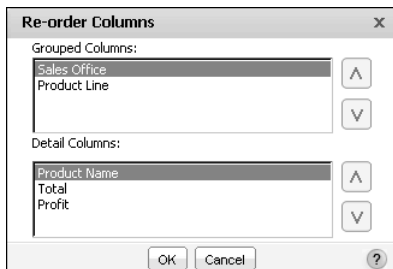 Re-order Columns x
Grouped Columns:
Sales Office
Product Line
Detail Columns:
Product Name
Total
Profit
OK Cancel ?